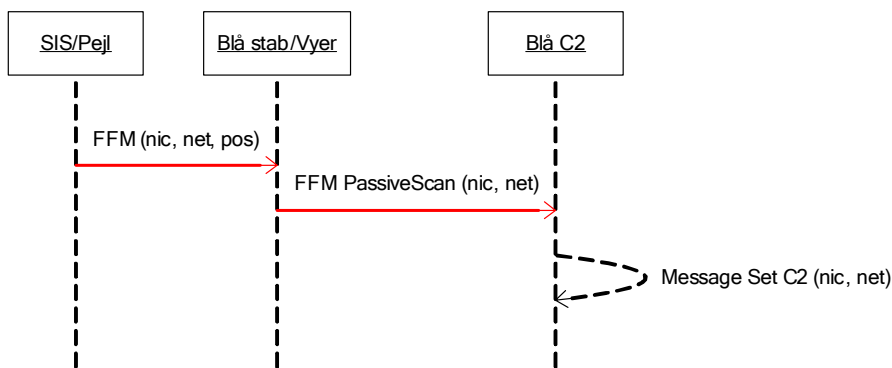 SIS/Pejl
Blå stab/Vyer
Blå C2
FFM (nic, net, pos)
FFM PassiveScan (nic, net)
Message Set C2 (nic, net)